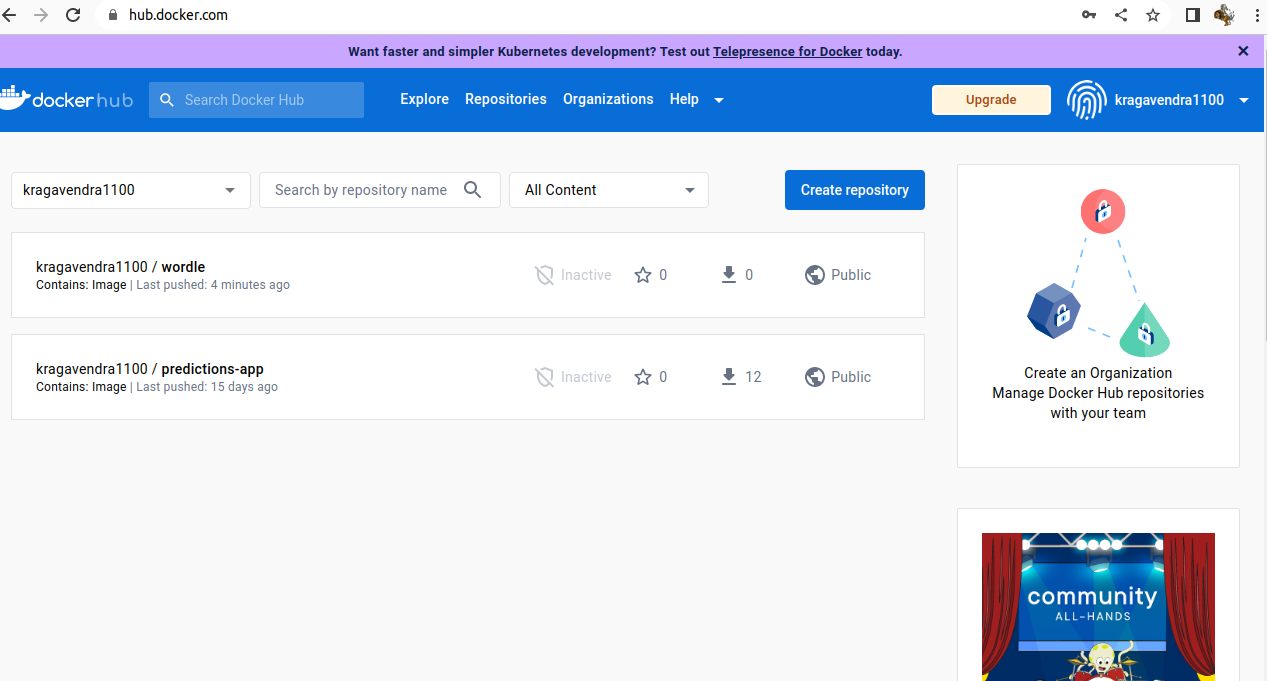 hub.docker.com
Want faster and simpler Kubernetes development? Test out Telepresence for Docker today.
dockerhub
Search Docker Hub
Explore
Repositories
Organizations
Help
Upgrade
kragavendra1100
kragavendra1100
Search by repository name
All Content
Create repository
kragavendra1100 / wordle
Contains: Image | Last pushed: 4 minutes ago
Inactive
0
0
Public
kragavendra1100 / predictions-app
Contains: Image | Last pushed: 15 days ago
Inactive
0
12
Public
Create an Organization
Manage Docker Hub repositories
with your team
community
ALL-HANDS